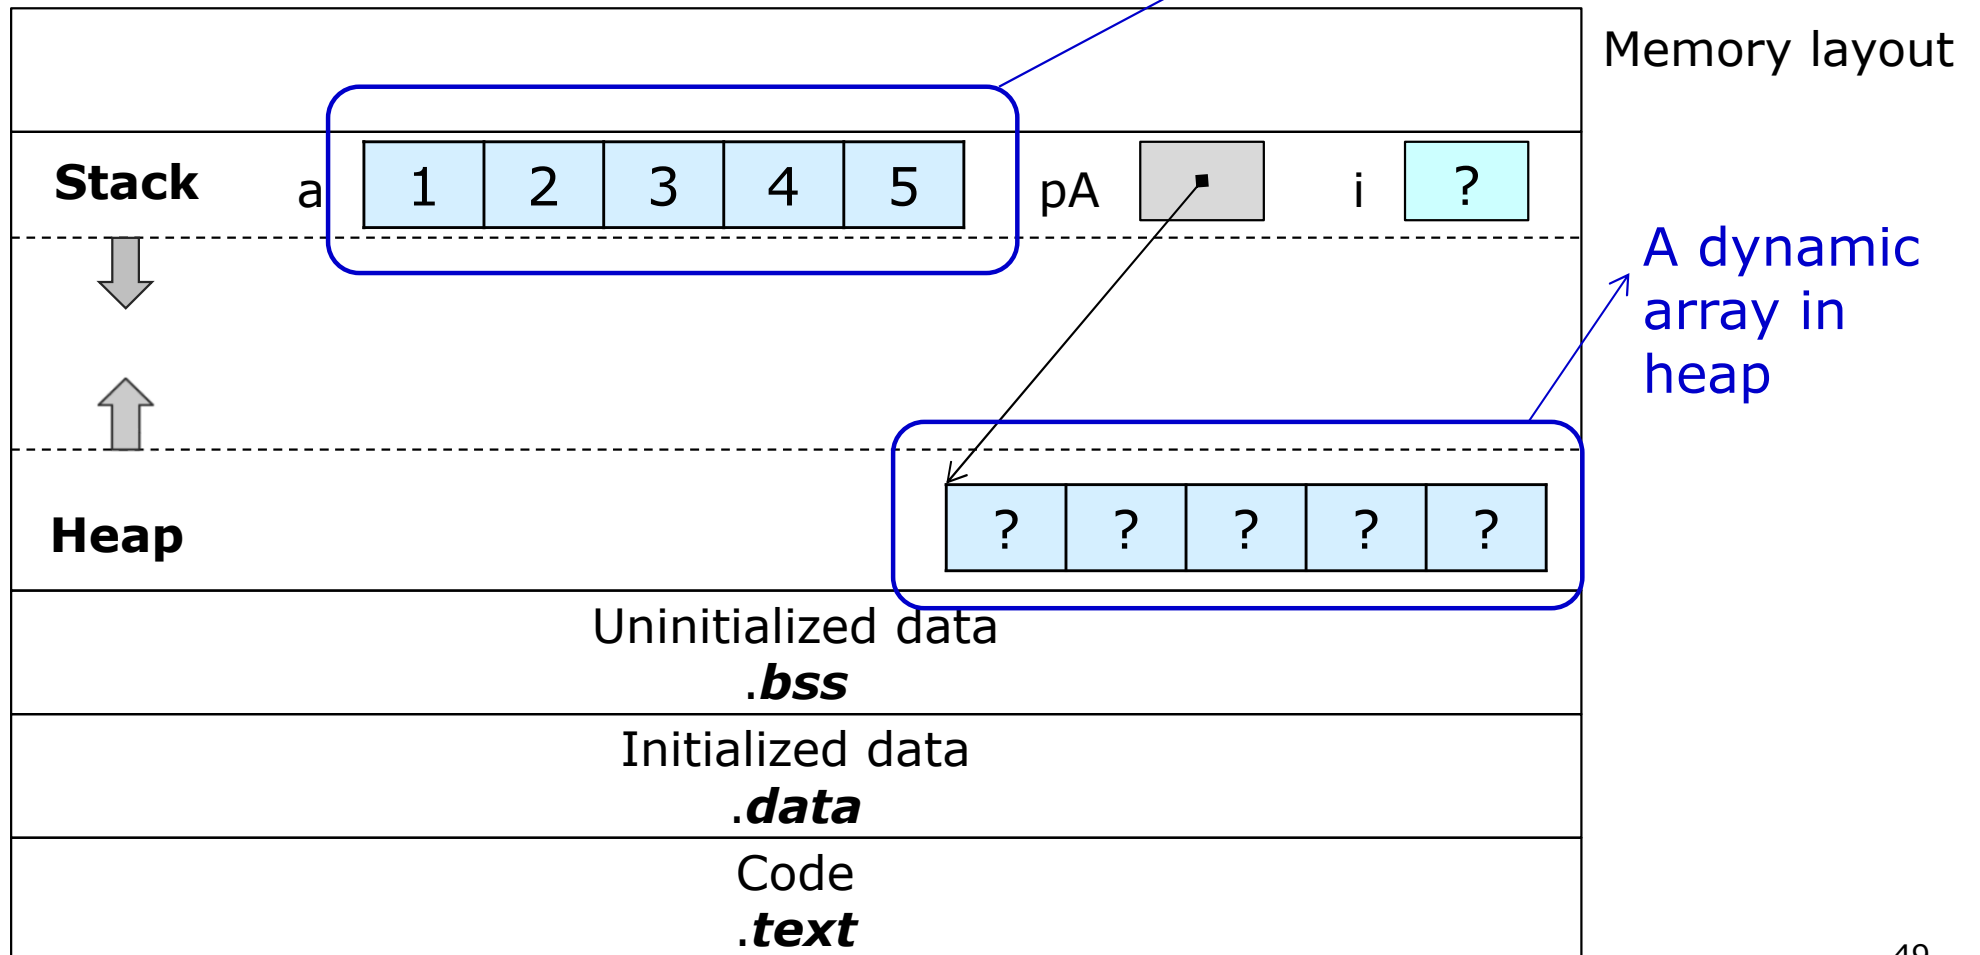 Memory layout
Stack a 1 2 3 4 5 pA i ?
A dynamic
array in
heap
Heap ? ? ? ? ?
Uninitialized data
.bss
Initialized data
.data
Code
.text
49